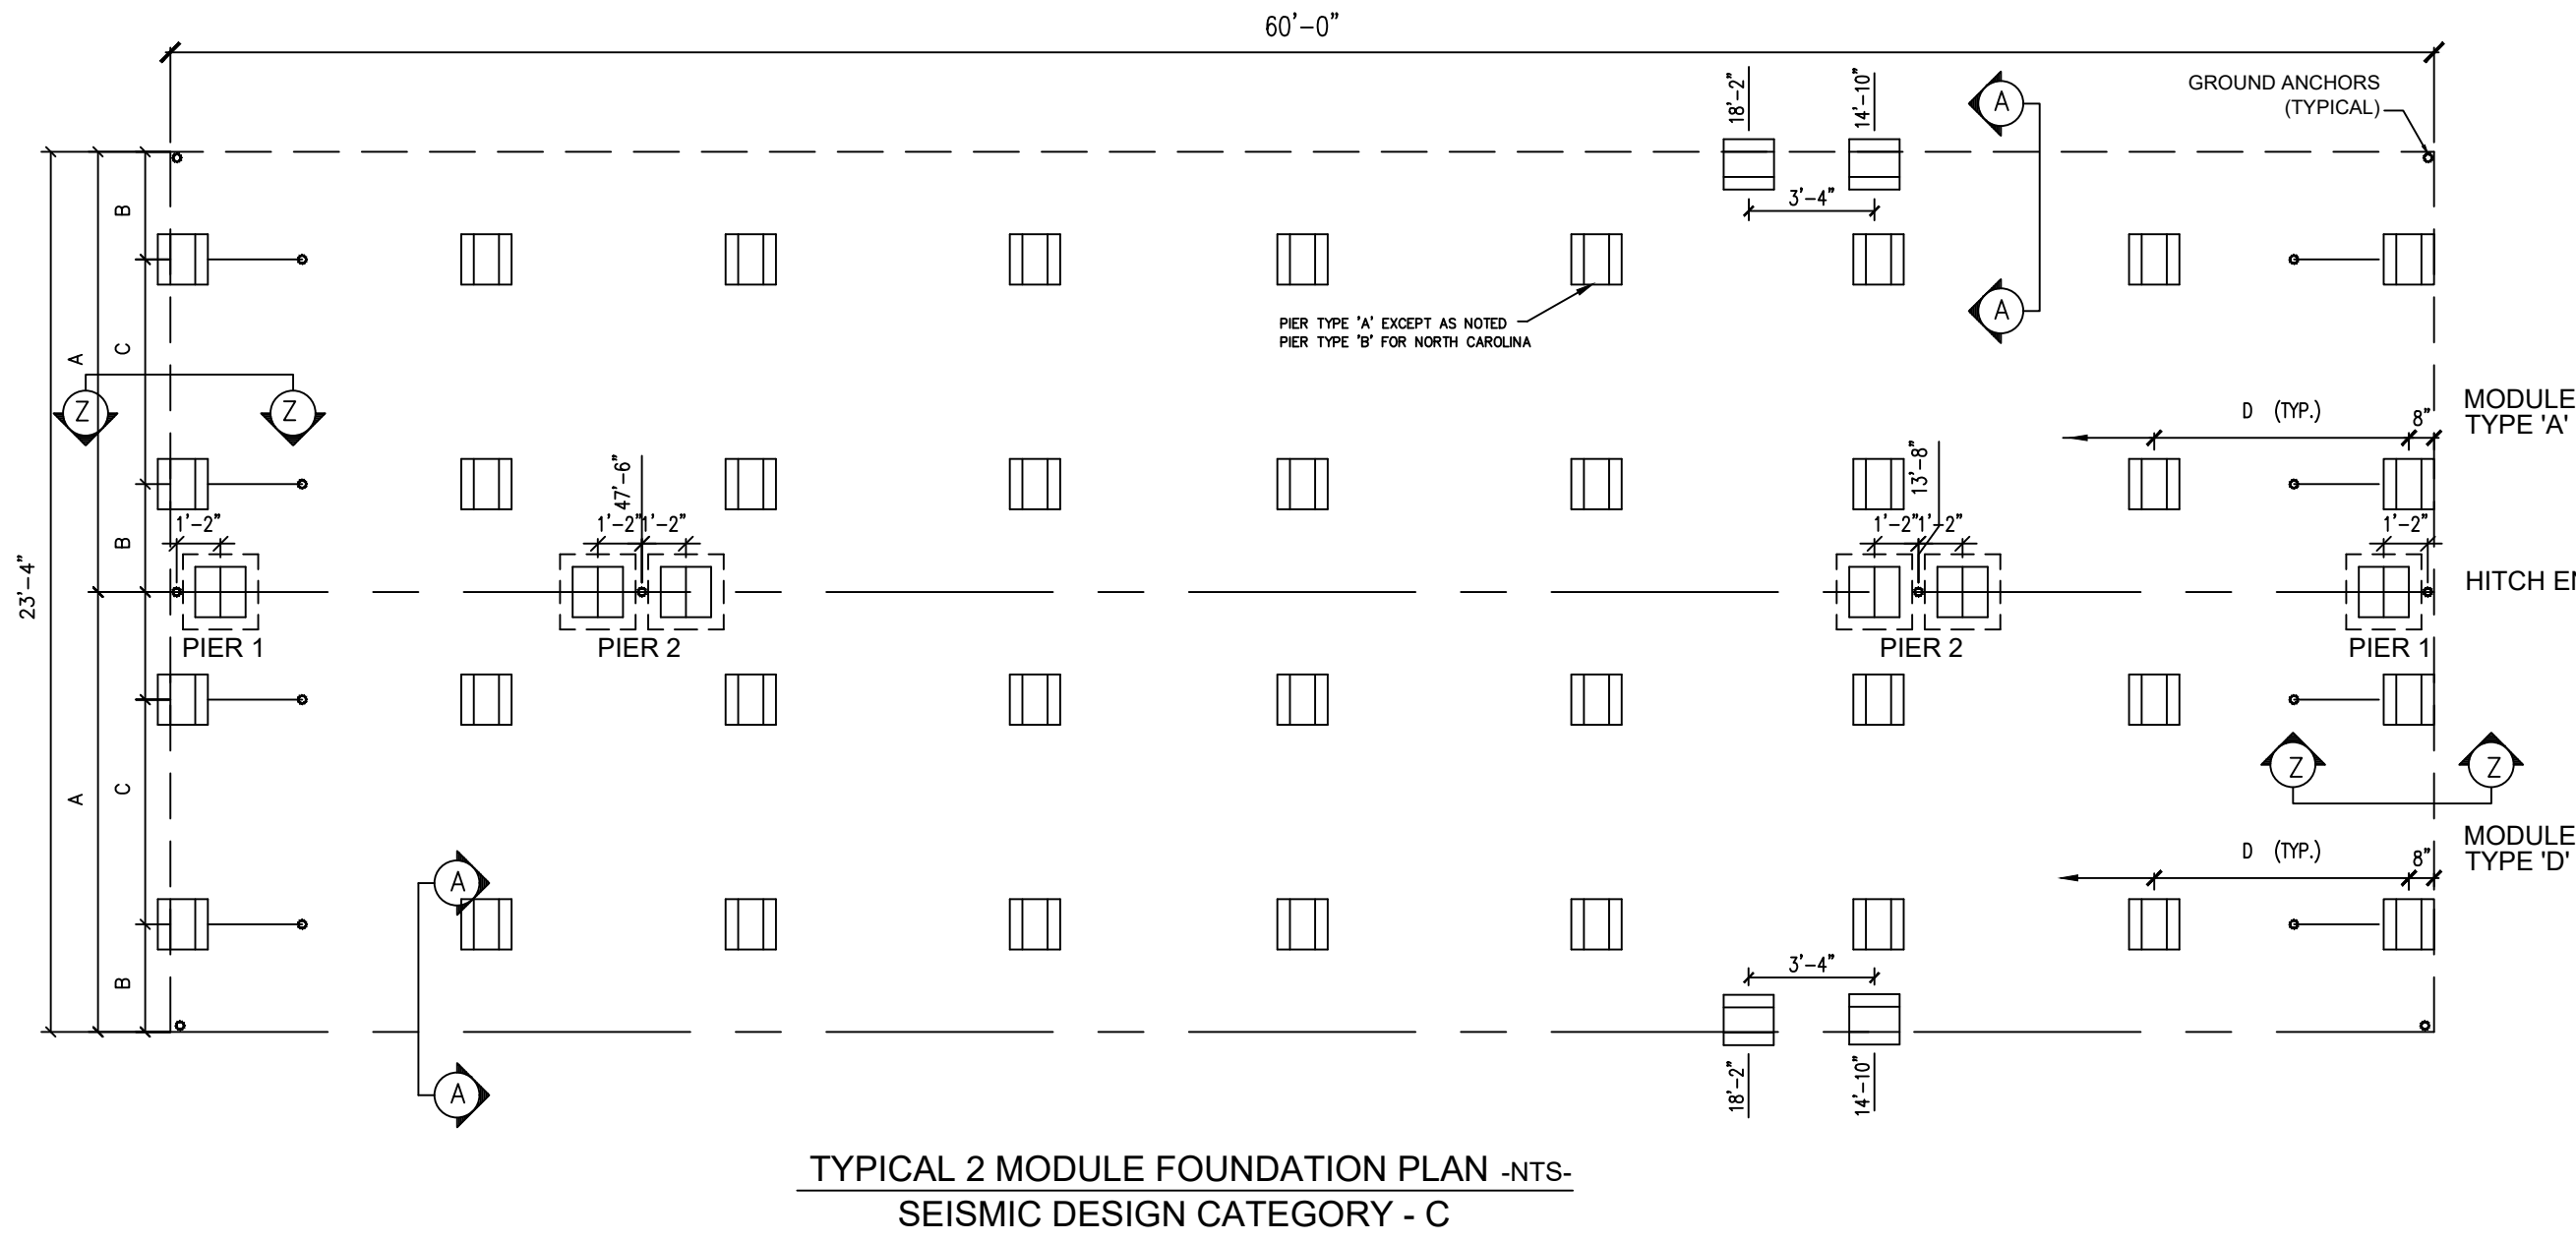 60'-0"
18'-2"
14'-10"
A
GROUND ANCHORS
(TYPICAL)
3'-4"
B
A
PIER TYPE 'A' EXCEPT AS NOTED
PIER TYPE 'B' FOR NORTH CAROLINA
C
A
Z
Z
D (TYP.)
8"
MODULE
TYPE 'A'
47'-6"
13'-8"
1'-2"
1'-2"
1'-2"
1'-2"
1'-2"
1'-2"
B
23'-4"
HITCH EN
PIER 1
PIER 2
PIER 2
PIER 1
Z
Z
C
A
D (TYP.)
8"
MODULE
TYPE 'D'
A
3'-4"
B
A
18'-2"
14'-10"
TYPICAL 2 MODULE FOUNDATION PLAN -NTS-
SEISMIC DESIGN CATEGORY - C